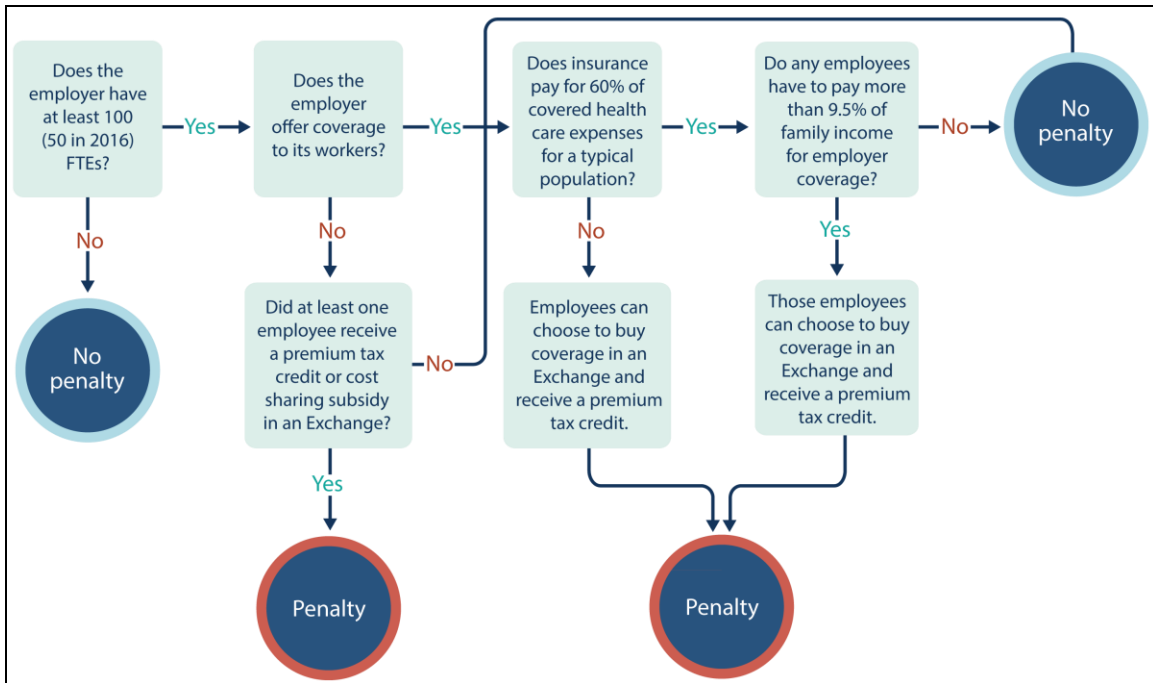 Does the
employer have
at least 100
(50 in 2016)
FTEs?
Yes
Does the
employer
offer coverage
to its workers?
Yes
Does insurance
pay for 60% of
covered health
care expenses
for a typical
population?
Yes
Do any employees
have to pay more
than 9.5% of
family income
for employer
coverage?
No
No
penalty
No
No
No
Yes
No
penalty
Did at least one
employee receive
a premium tax
credit or cost
sharing subsidy
in an Exchange?
No
Employees can
choose to buy
coverage in an
Exchange and
receive a premium
tax credit.
Those employees
can choose to buy
coverage in an
Exchange and
receive a premium
tax credit.
Yes
Penalty
Penalty